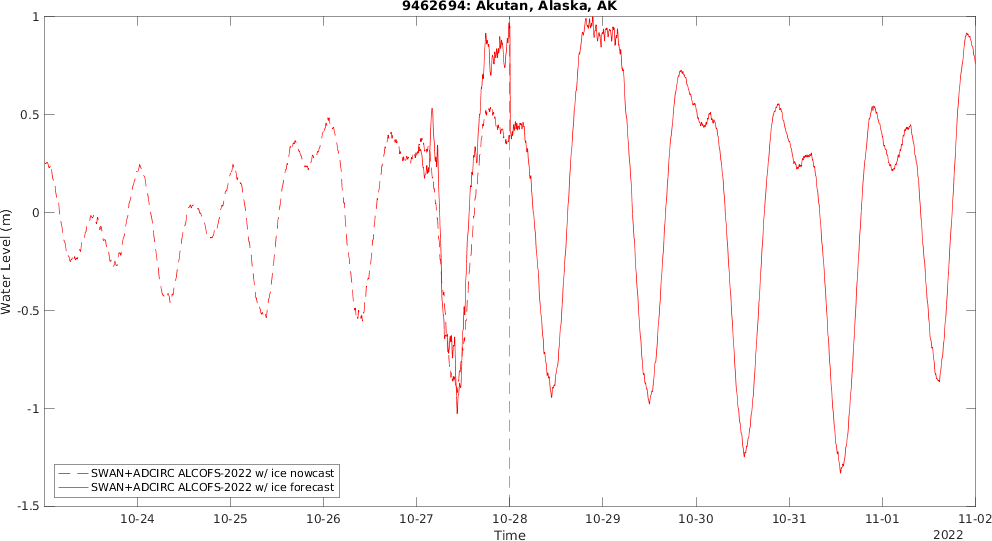 9462694: Akutan, Alaska, AK
1
0.5
0
-0.5
-1
-1.5
Water Level (m)
SWAN+ADCIRC ALCOFS-2022 w/ ice nowcast
SWAN+ADCIRC ALCOFS-2022 w/ ice forecast
10-24 10-25 10-26 10-27 10-28 10-29 10-30 10-31 11-01 11-02
Time
2022